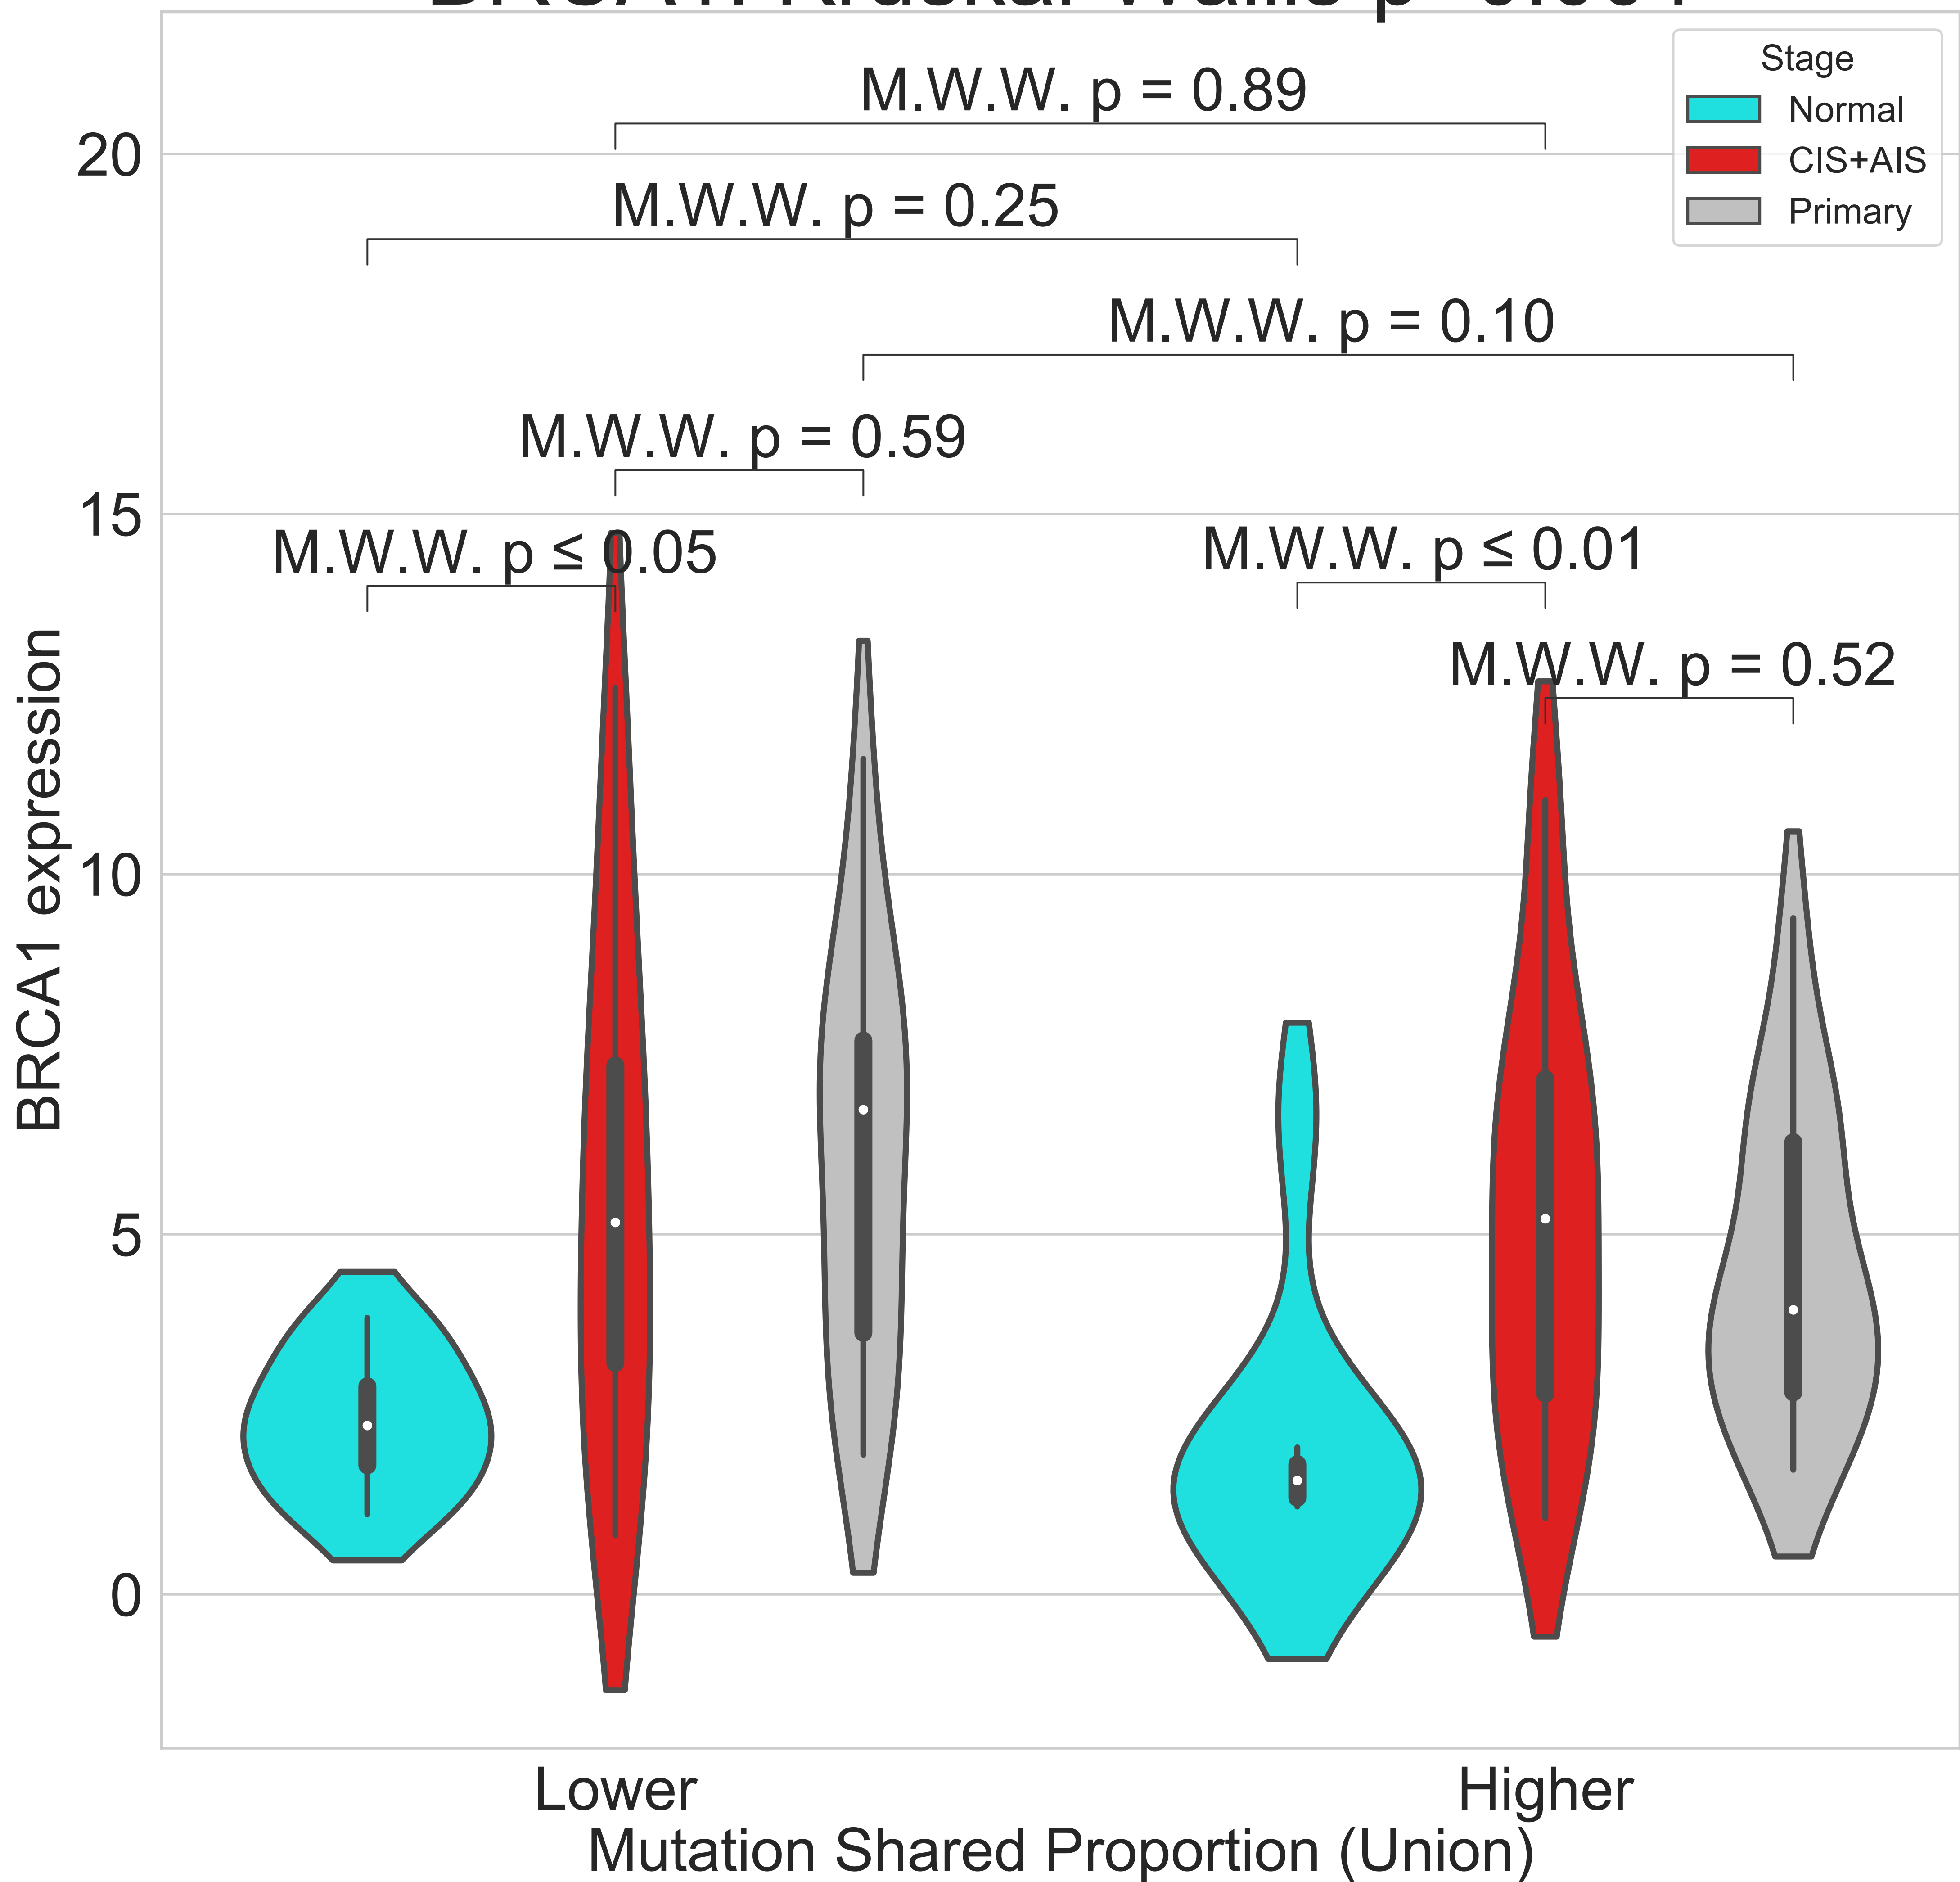 M.W.W. p = 0.89
Stage
Normal
CIS+AIS
Primary
20
M.W.W. p = 0.25
M.W.W. p = 0.10
M.W.W. p = 0.59
15
M.W.W. p ≤ 0.05
M.W.W. p ≤ 0.01
M.W.W. p = 0.52
BRCA1 expression
10
5
0
Lower
Higher
Mutation Shared Proportion (Union)